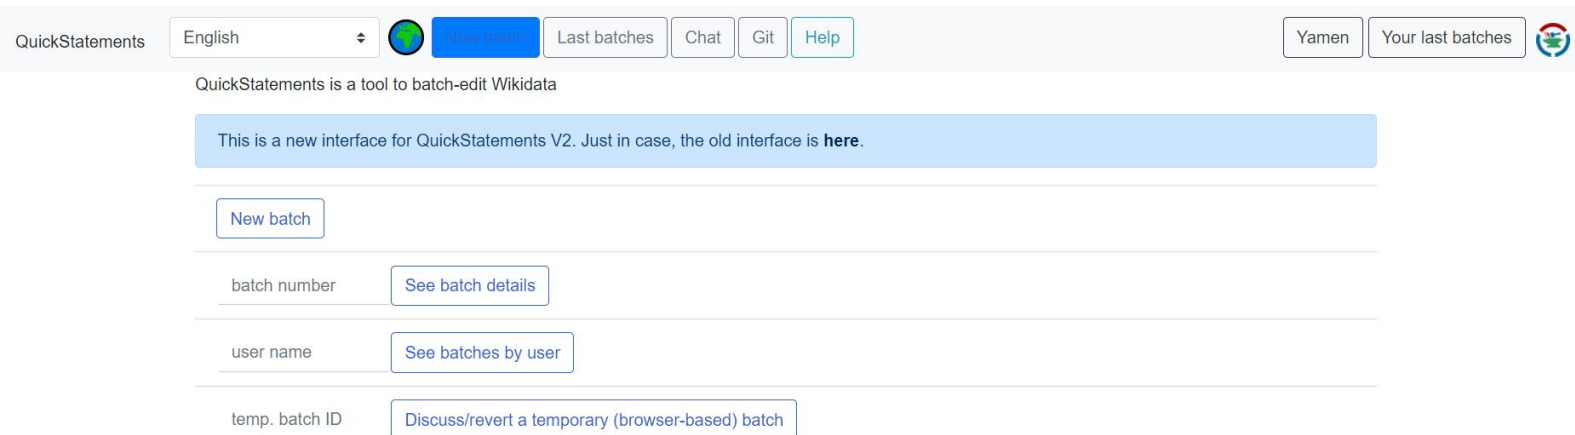 QuickStatements English New batch Last batches Chat Git Help Yamen Your last batches
QuickStatements is a tool to batch-edit Wikidata
This is a new interface for QuickStatements V2. Just in case, the old interface is here.
New batch
batch number See batch details
user name See batches by user
temp. batch ID Discuss/revert a temporary (browser-based) batch